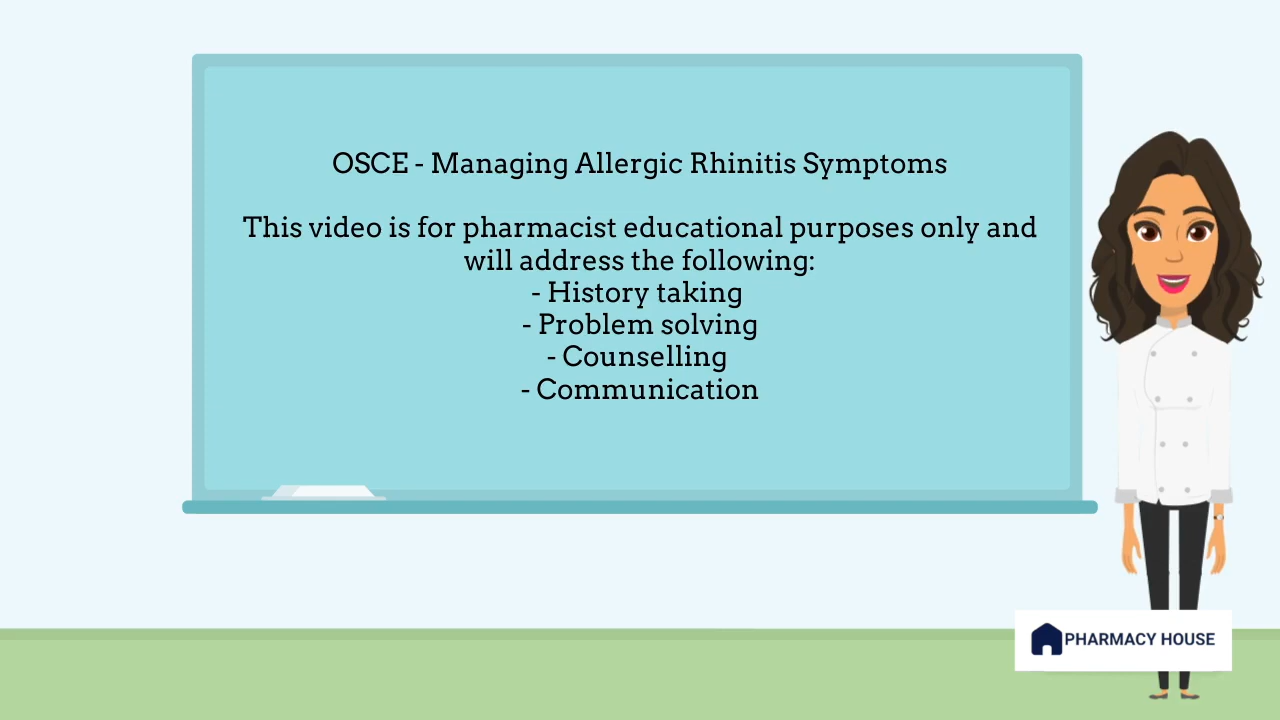 OSCE - Managing Allergic Rhinitis Symptoms
This video is for pharmacist educational purposes only and
will address the following:
- History taking
- Problem solving
- Counselling
- Communication
PHARMACY HOUSE